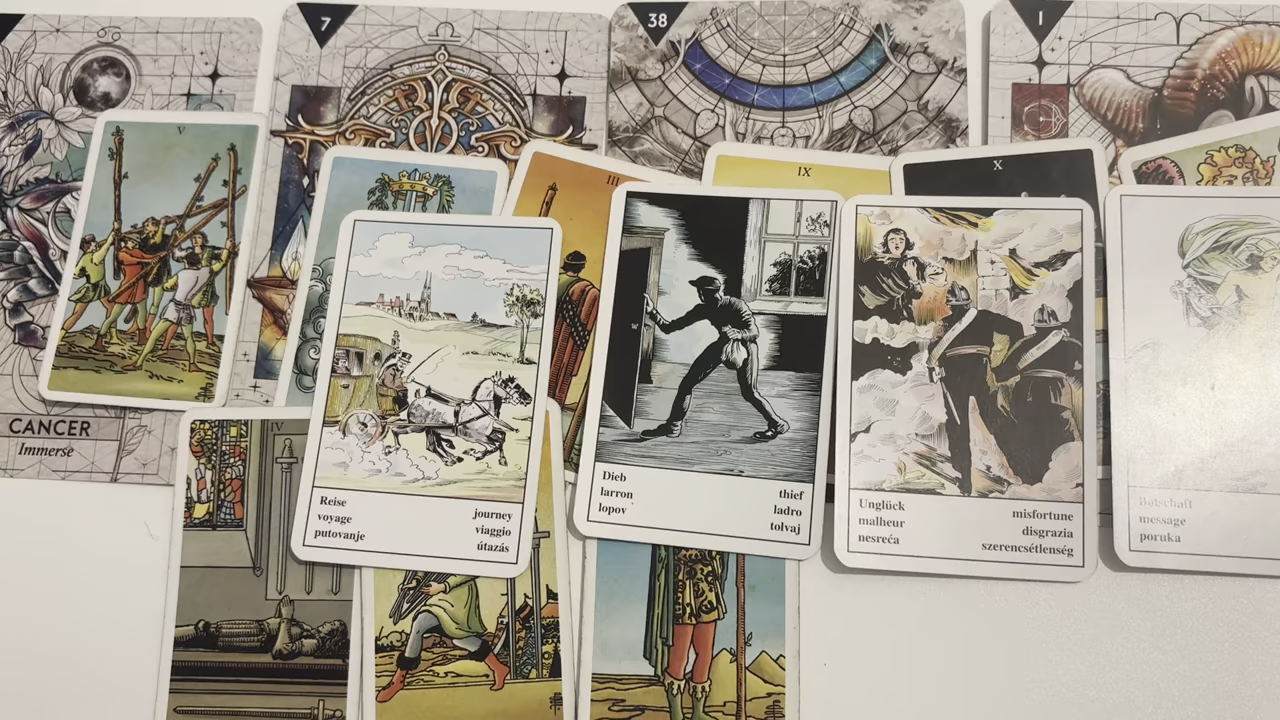 7
38
I
V
III
IX
X
CANCER
Immerse
IV
Reise
voyage
putovanje
journey
viaggio
útazás
Dieb
larron
lopov
thief
ladro
tolvaj
Unglück
malheur
nesreća
misfortune
disgrazia
szerencsétlenség
Botschaft
message
poruka